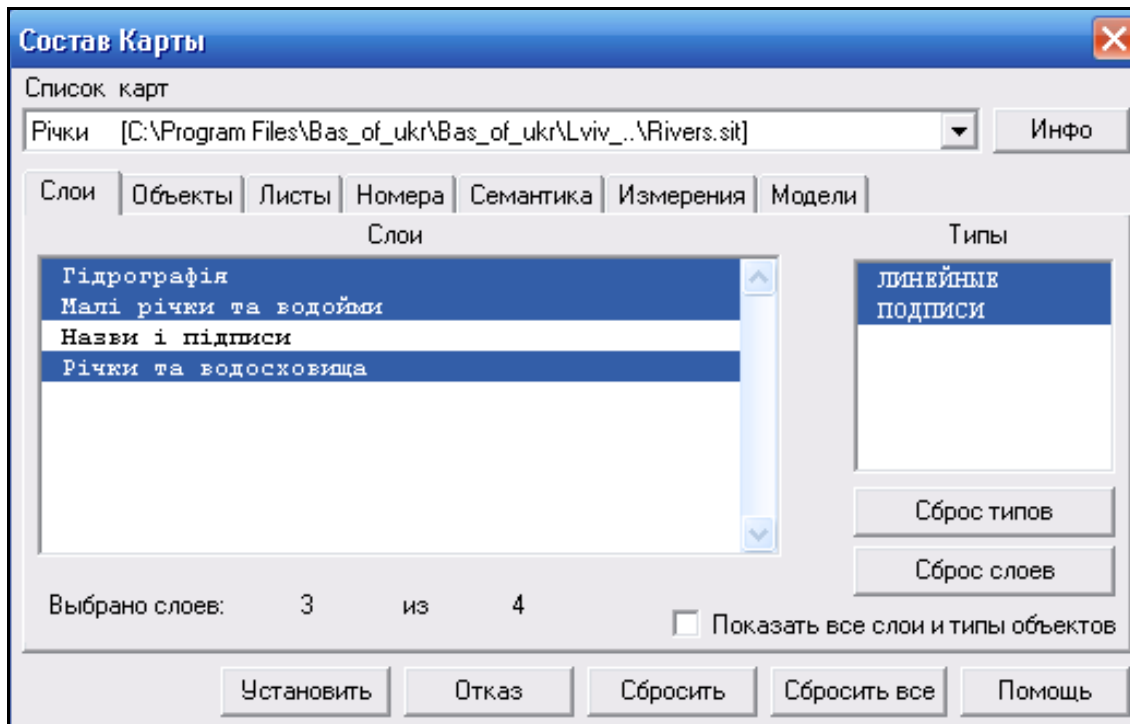 Состав Карты
Список карт
Річки [C:\Program Files\Bas_of_ukr\Bas_of_ukr\Lviv_..\Rivers.sit] Инфо
Слои Объекты Листы Номера Семантика Измерения Модели
Слои Типы
Гідрографія ЛИНЕЙНЫЕ
Малі річки та водойми ПОДПИСИ
Назви і підписи
Річки та водосховища
Сброс типов
Сброс слоев
Выбрано слоев: 3 из 4
Показать все слои и типы объектов
Установить Отказ Сбросить Сбросить все Помощь